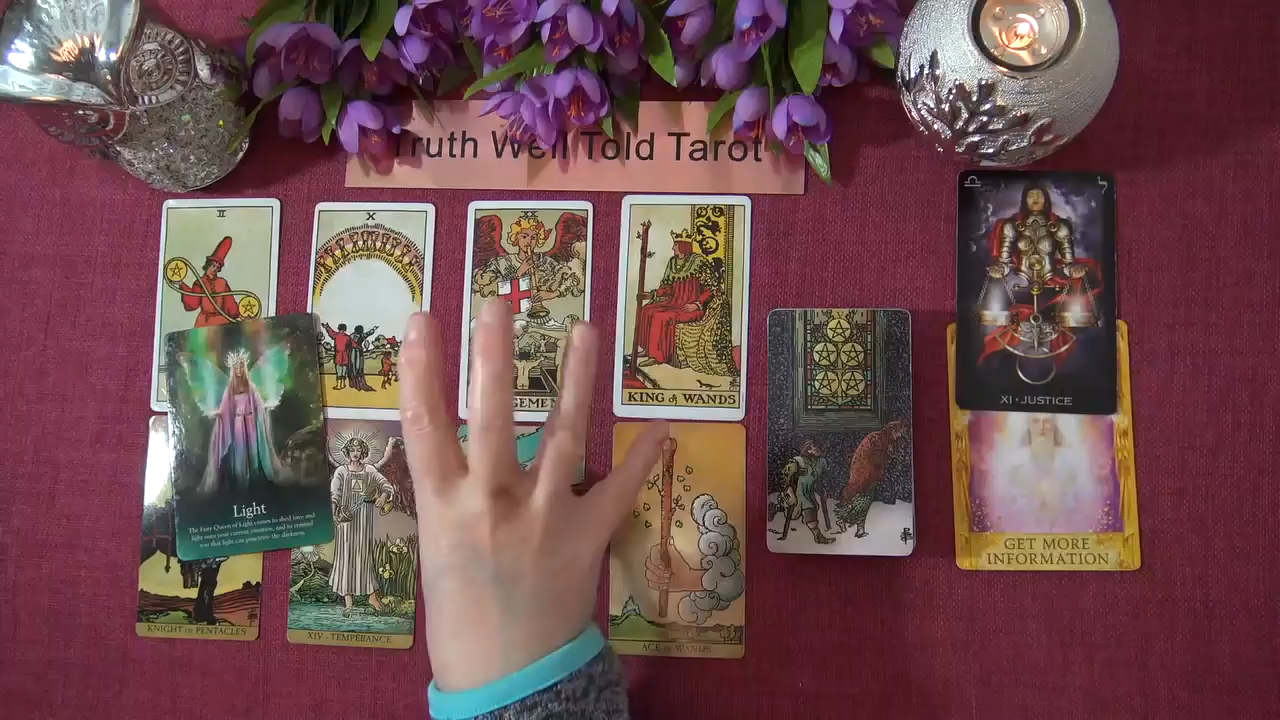 Truth Well Told Tarot
II
X
XX
KING of WANDS
XI · JUSTICE
Light
The Fairy Queen of Light comes to shed love and
light onto your current situation, and to remind
you that light can penetrate the darkness.
GET MORE
INFORMATION
KNIGHT OF PENTACLES
XIV · TEMPERANCE
ACE OF WANDS